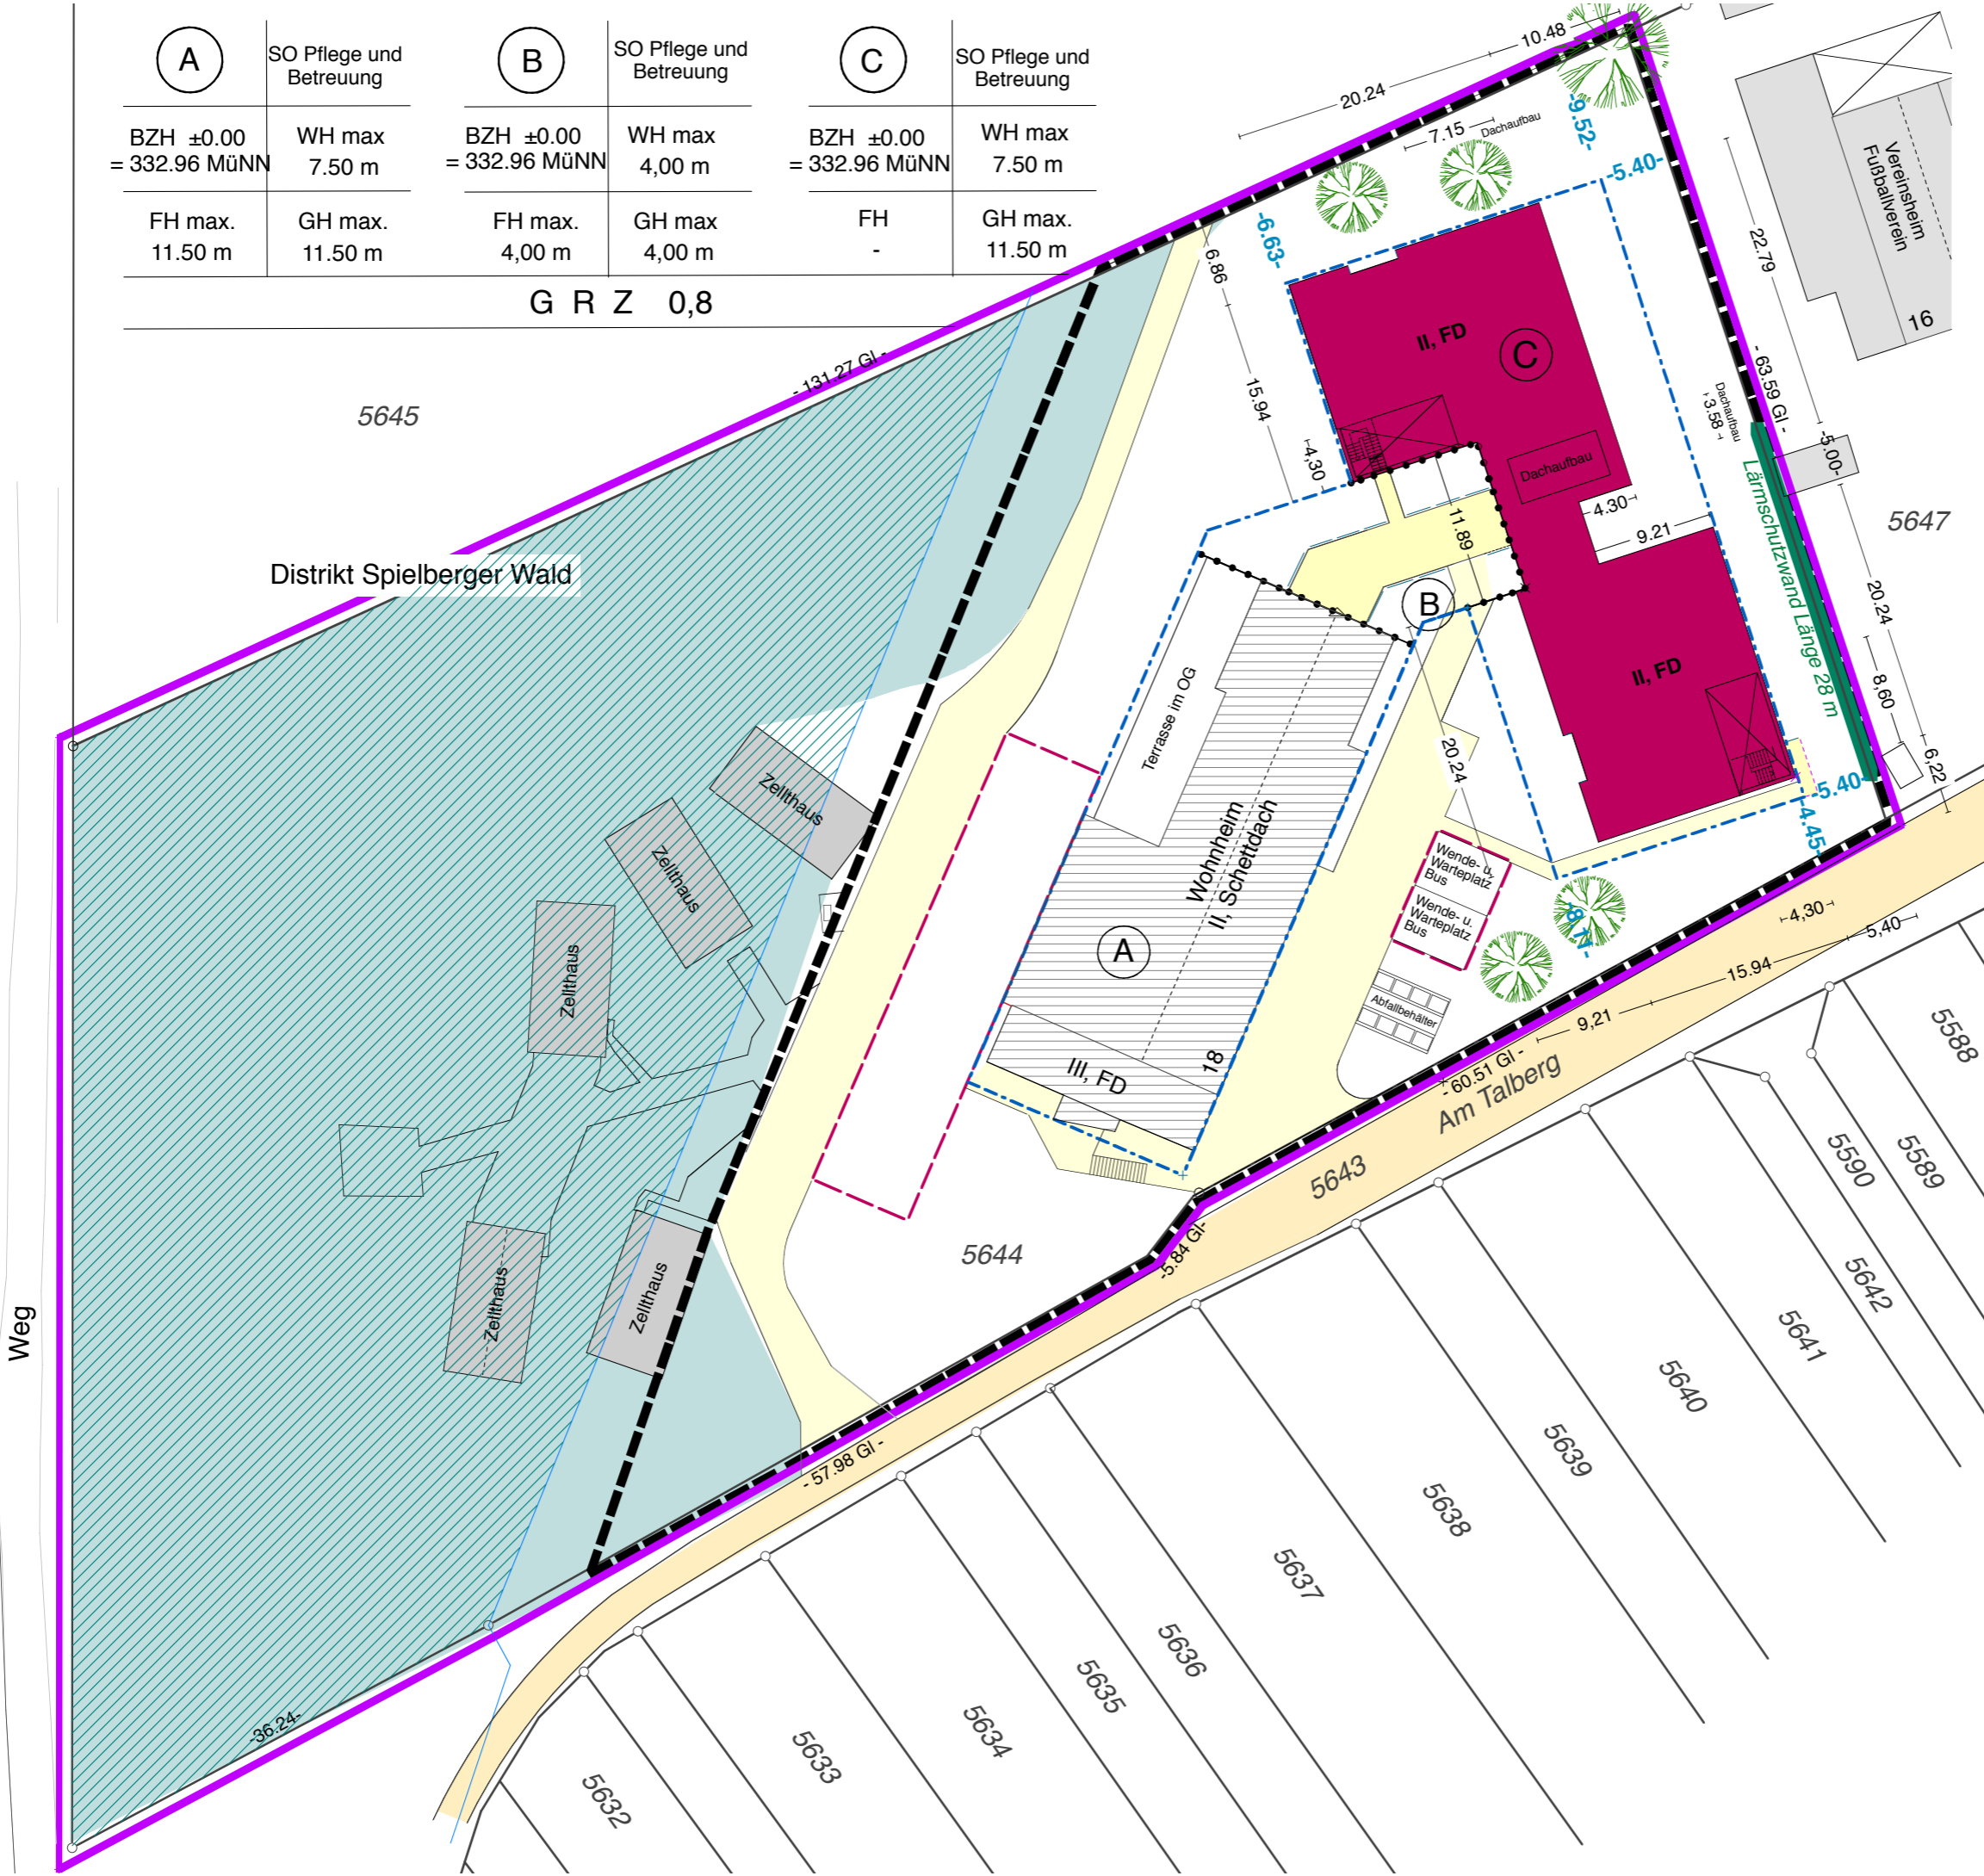 A
SO Pflege und
Betreuung
BZH ±0.00
= 332.96 MüNN
WH max
7.50 m
FH max.
11.50 m
GH max.
11.50 m
B
SO Pflege und
Betreuung
BZH ±0.00
= 332.96 MüNN
WH max
4,00 m
FH max.
4,00 m
GH max
4,00 m
C
SO Pflege und
Betreuung
BZH ±0.00
= 332.96 MüNN
WH max
7.50 m
FH
-
GH max.
11.50 m
G R Z 0,8
10.48
20.24
7.15
Dachaufbau
-9.52-
-5.40-
-6.63-
6.86
15.94
4,30
II, FD
C
Dachaufbau
4.30
9.21
11.89
B
II, FD
22.79
Vereinsheim
Fußballverein
16
- 63.59 Gl -
Dachaufbau
3.58
-5.00-
5647
Lärmschutzwand Länge 28 m
20.24
8,60
6,22
-5.40-
-4.45-
- 131.27 Gl -
5645
Distrikt Spielberger Wald
Zellthaus
Zellthaus
Zellthaus
Zellthaus
Zellthaus
Terrasse im OG
Wohnheim
II, Schettdach
A
III, FD
18
20.24
Wende- u.
Warteplatz
Bus
Wende- u.
Warteplatz
Bus
Abfallbehälter
-8.11-
4,30
5,40
15.94
9,21
- 60.51 Gl -
Am Talberg
5643
-5.84 Gl-
5644
- 57.98 Gl -
-36.24-
Weg
5588
5589
5590
5642
5641
5640
5639
5638
5637
5636
5635
5634
5633
5632